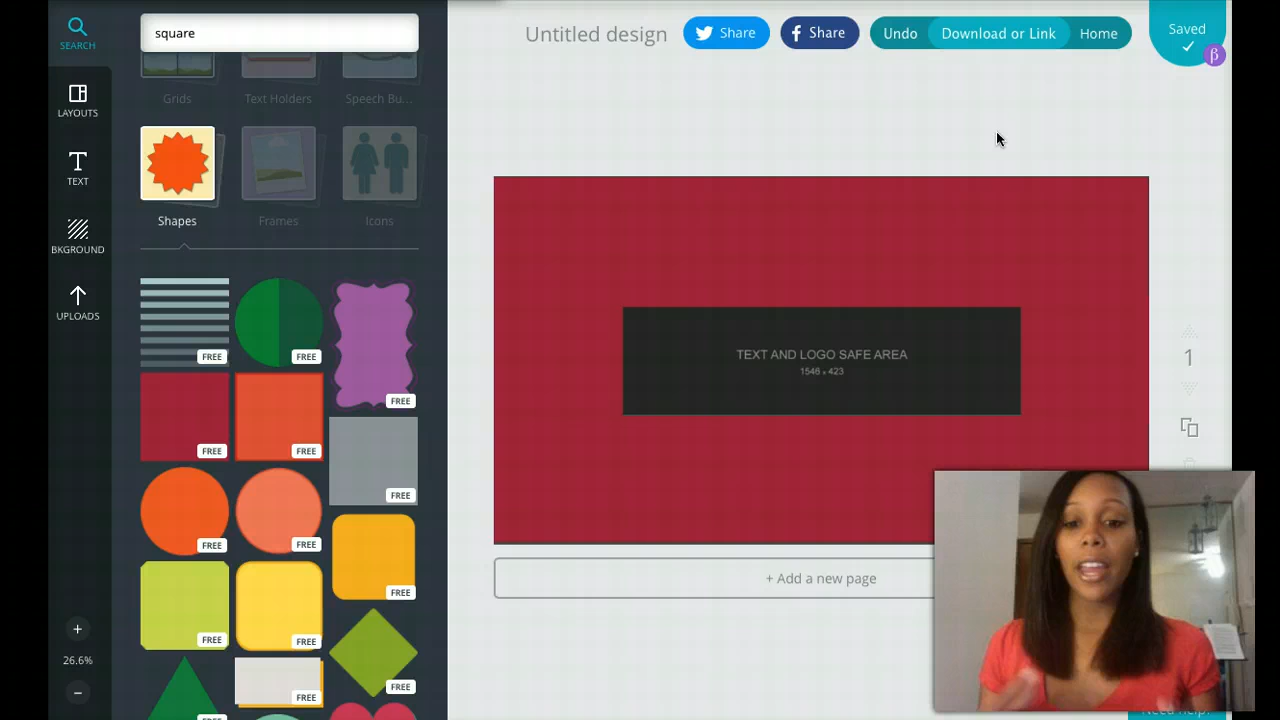 SEARCH
LAYOUTS
TEXT
BKGROUND
UPLOADS
+
26.6%
−
square
Grids
Text Holders
Speech Bu...
Shapes
Frames
Icons
FREE
FREE
FREE
FREE
FREE
FREE
FREE
FREE
FREE
FREE
FREE
FREE
FREE
Untitled design
Share
Share
Undo
Download or Link
Home
Saved
β
TEXT AND LOGO SAFE AREA
1546 x 423
1
+ Add a new page
Need help?